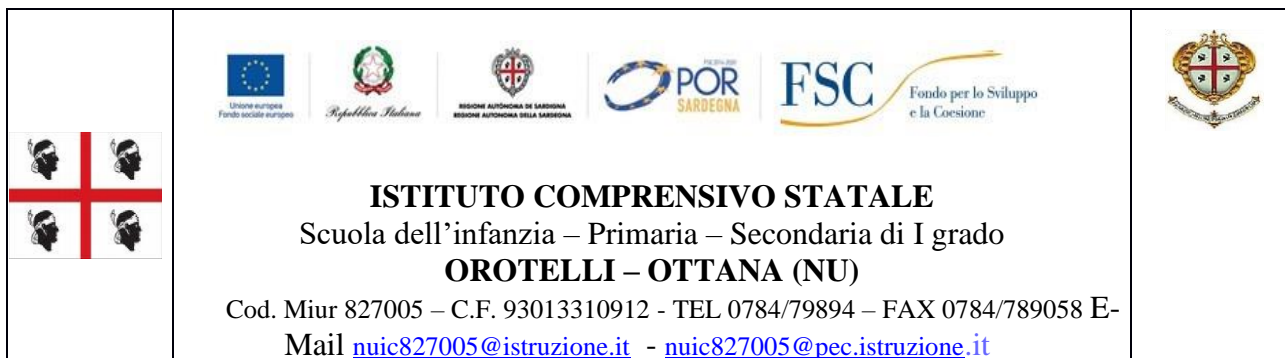 Unione europea
Fondo sociale europeo
Repubblica Italiana
REGIONE AUTÒNOMA DE SARDIGNA
REGIONE AUTONOMA DELLA SARDEGNA
POR
SARDEGNA
FSC
Fondo per lo Sviluppo
e la Coesione
ISTITUTO COMPRENSIVO STATALE
Scuola dell’infanzia – Primaria – Secondaria di I grado
OROTELLI – OTTANA (NU)
Cod. Miur 827005 – C.F. 93013310912 - TEL 0784/79894 – FAX 0784/789058 E-
Mail nuic827005@istruzione.it - nuic827005@pec.istruzione.it